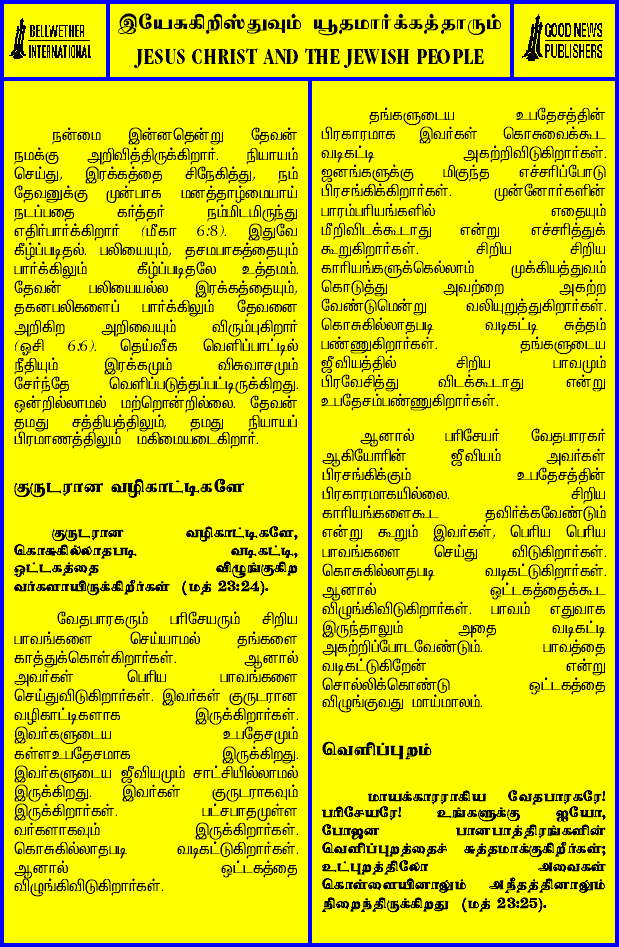 BELLWETHER
INTERNATIONAL
இயேசுகிறிஸ்துவும் யூதமார்க்கத்தாரும்
JESUS CHRIST AND THE JEWISH PEOPLE
GOOD NEWS
PUBLISHERS
நன்மை இன்னதென்று தேவன்
நமக்கு அறிவித்திருக்கிறார். நியாயம்
செய்து, இரக்கத்தை சிநேகித்து, நம்
தேவனுக்கு முன்பாக மனத்தாழ்மையாய்
நடப்பதை கர்த்தர் நம்மிடமிருந்து
எதிர்பார்க்கிறார் (மீகா 6:8). இதுவே
கீழ்ப்படிதல். பலியையும், தசமபாகத்தையும்
பார்க்கிலும் கீழ்ப்படிதலே உத்தமம்.
தேவன் பலியையல்ல இரக்கத்தையும்,
தகனபலிகளைப் பார்க்கிலும் தேவனை
அறிகிற அறிவையும் விரும்புகிறார்
(ஓசி 6:6). தெய்வீக வெளிப்பாட்டில்
நீதியும் இரக்கமும் விசுவாசமும்
சேர்ந்தே வெளிப்படுத்தப்பட்டிருக்கிறது.
ஒன்றில்லாமல் மற்றொன்றில்லை. தேவன்
தமது சத்தியத்திலும், தமது நியாயப்
பிரமாணத்திலும் மகிமையடைகிறார்.
குருடரான வழிகாட்டிகளே
குருடரான வழிகாட்டிகளே,
கொசுகில்லாதபடி வடிகட்டி,
ஒட்டகத்தை விழுங்குகிற
வர்களாயிருக்கிறீர்கள் (மத் 23:24).
வேதபாரகரும் பரிசேயரும் சிறிய
பாவங்களை செய்யாமல் தங்களை
காத்துக்கொள்கிறார்கள். ஆனால்
அவர்கள் பெரிய பாவங்களை
செய்துவிடுகிறார்கள். இவர்கள் குருடரான
வழிகாட்டிகளாக இருக்கிறார்கள்.
இவர்களுடைய உபதேசமும்
கள்ளஉபதேசமாக இருக்கிறது.
இவர்களுடைய ஜீவியமும் சாட்சியில்லாமல்
இருக்கிறது. இவர்கள் குருடராகவும்
இருக்கிறார்கள். பட்சபாதமுள்ள
வர்களாகவும் இருக்கிறார்கள்.
கொசுகில்லாதபடி வடிகட்டுகிறார்கள்.
ஆனால் ஒட்டகத்தை
விழுங்கிவிடுகிறார்கள்.
தங்களுடைய உபதேசத்தின்
பிரகாரமாக இவர்கள் கொசுவைக்கூட
வடிகட்டி அகற்றிவிடுகிறார்கள்.
ஜனங்களுக்கு மிகுந்த எச்சரிப்போடு
பிரசங்கிக்கிறார்கள். முன்னோர்களின்
பாரம்பரியங்களில் எதையும்
மீறிவிடக்கூடாது என்று எச்சரித்துக்
கூறுகிறார்கள். சிறிய சிறிய
காரியங்களுக்கெல்லாம் முக்கியத்துவம்
கொடுத்து அவற்றை அகற்ற
வேண்டுமென்று வலியுறுத்துகிறார்கள்.
கொசுகில்லாதபடி வடிகட்டி சுத்தம்
பண்ணுகிறார்கள். தங்களுடைய
ஜீவியத்தில் சிறிய பாவமும்
பிரவேசித்து விடக்கூடாது என்று
உபதேசம்பண்ணுகிறார்கள்.
ஆனால் பரிசேயர் வேதபாரகர்
ஆகியோரின் ஜீவியம் அவர்கள்
பிரசங்கிக்கும் உபதேசத்தின்
பிரகாரமாகயில்லை. சிறிய
காரியங்களைகூட தவிர்க்கவேண்டும்
என்று கூறும் இவர்கள், பெரிய பெரிய
பாவங்களை செய்து விடுகிறார்கள்.
கொசுகில்லாதபடி வடிகட்டுகிறார்கள்.
ஆனால் ஒட்டகத்தைக்கூட
விழுங்கிவிடுகிறார்கள். பாவம் எதுவாக
இருந்தாலும் அதை வடிகட்டி
அகற்றிப்போடவேண்டும். பாவத்தை
வடிகட்டுகிறேன் என்று
சொல்லிக்கொண்டு ஒட்டகத்தை
விழுங்குவது மாய்மாலம்.
வெளிப்புறம்
மாயக்காரராகிய வேதபாரகரே!
பரிசேயரே! உங்களுக்கு ஐயோ,
போஜன பானபாத்திரங்களின்
வெளிப்புறத்தைச் சுத்தமாக்குகிறீர்கள்;
உட்புறத்திலோ அவைகள்
கொள்ளையினாலும் அநீதத்தினாலும்
நிறைந்திருக்கிறது (மத் 23:25).